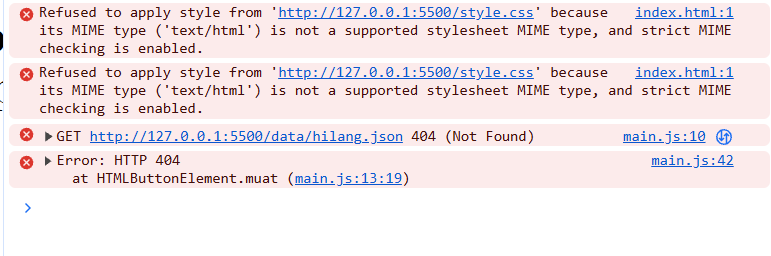 Refused to apply style from 'http://127.0.0.1:5500/style.css' because index.html:1
its MIME type ('text/html') is not a supported stylesheet MIME type, and strict MIME
checking is enabled.
Refused to apply style from 'http://127.0.0.1:5500/style.css' because index.html:1
its MIME type ('text/html') is not a supported stylesheet MIME type, and strict MIME
checking is enabled.
GET http://127.0.0.1:5500/data/hilang.json 404 (Not Found) main.js:10
Error: HTTP 404 main.js:42
at HTMLButtonElement.muat (main.js:13:19)